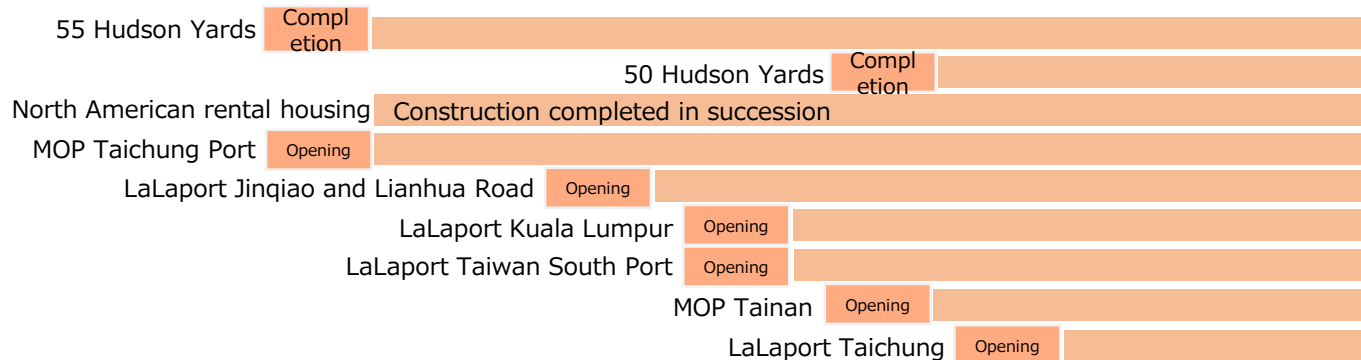 55 Hudson Yards Compl
etion
50 Hudson Yards Compl
etion
North American rental housing Construction completed in succession
MOP Taichung Port Opening
LaLaport Jinqiao and Lianhua Road Opening
LaLaport Kuala Lumpur Opening
LaLaport Taiwan South Port Opening
MOP Tainan Opening
LaLaport Taichung Opening